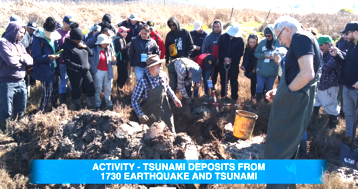 ACTIVITY - TSUNAMI DEPOSITS FROM
1730 EARTHQUAKE AND TSUNAMI